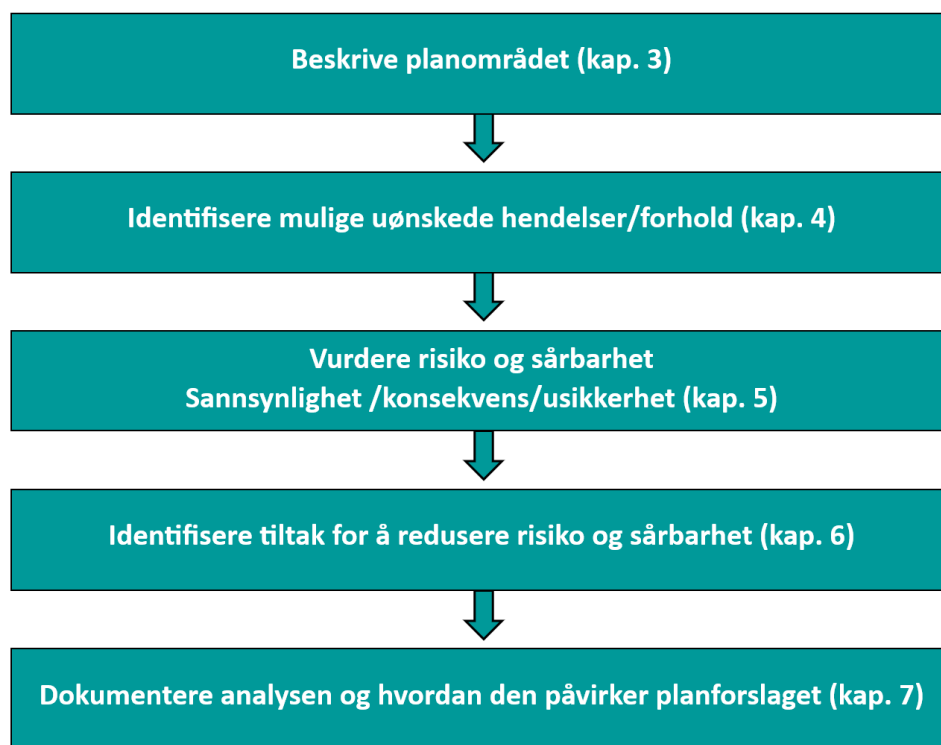 Beskrive planområdet (kap. 3)
Identifisere mulige uønskede hendelser/forhold (kap. 4)
Vurdere risiko og sårbarhet
Sannsynlighet /konsekvens/usikkerhet (kap. 5)
Identifisere tiltak for å redusere risiko og sårbarhet (kap. 6)
Dokumentere analysen og hvordan den påvirker planforslaget (kap. 7)